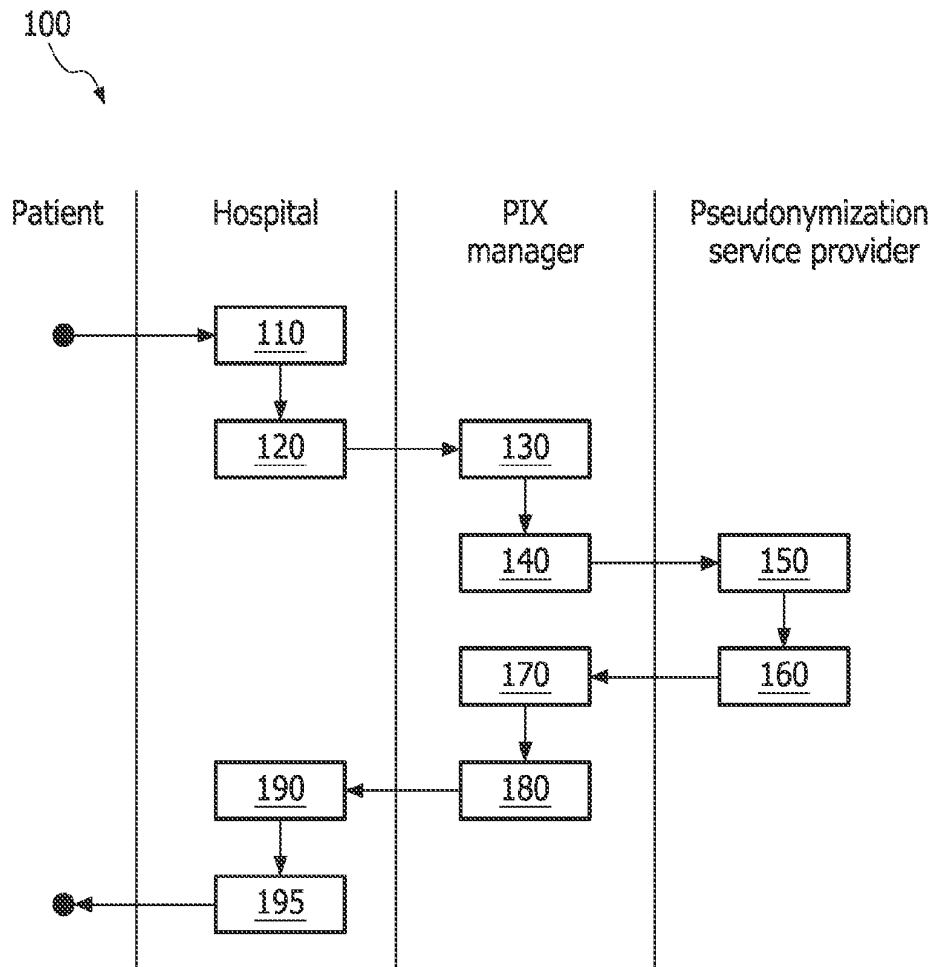 100
Patient
Hospital
PIX
manager
Pseudonymization
service provider
110
120
130
140
150
170
160
190
180
195